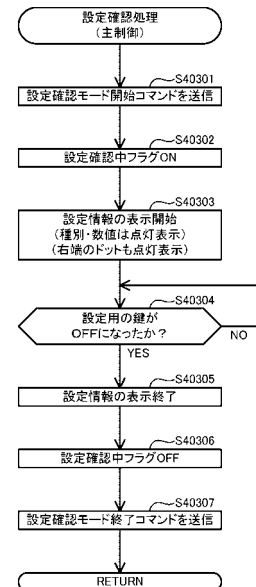 設定確認処理
(主制御)
S40301
設定確認モード開始コマンドを送信
S40302
設定確認中フラグON
S40303
設定情報の表示開始
(種別・数値は点灯表示)
(右端のドットも点灯表示)
S40304
設定用の鍵が
OFFになったか？
NO
YES
S40305
設定情報の表示終了
S40306
設定確認中フラグOFF
S40307
設定確認モード終了コマンドを送信
RETURN